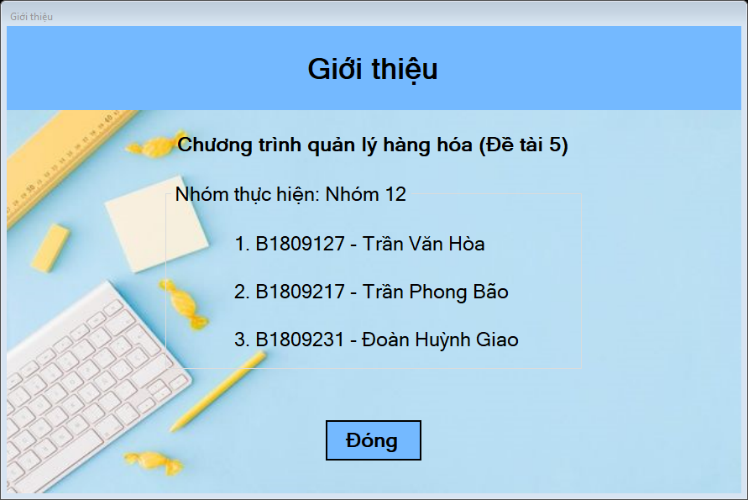 Giới thiệu
Giới thiệu
Chương trình quản lý hàng hóa (Đề tài 5)
Nhóm thực hiện: Nhóm 12
1. B1809127 - Trần Văn Hòa
2. B1809217 - Trần Phong Bão
3. B1809231 - Đoàn Huỳnh Giao
Đóng